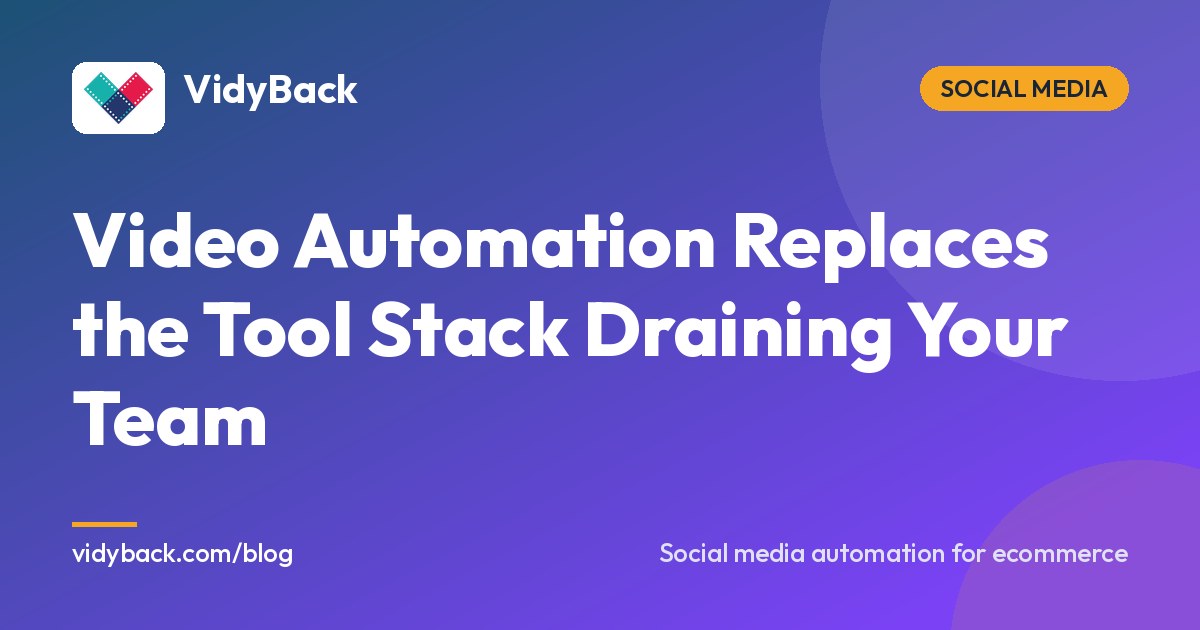 VidyBack
SOCIAL MEDIA
Video Automation Replaces
the Tool Stack Draining Your
Team
vidyback.com/blog
Social media automation for ecommerce